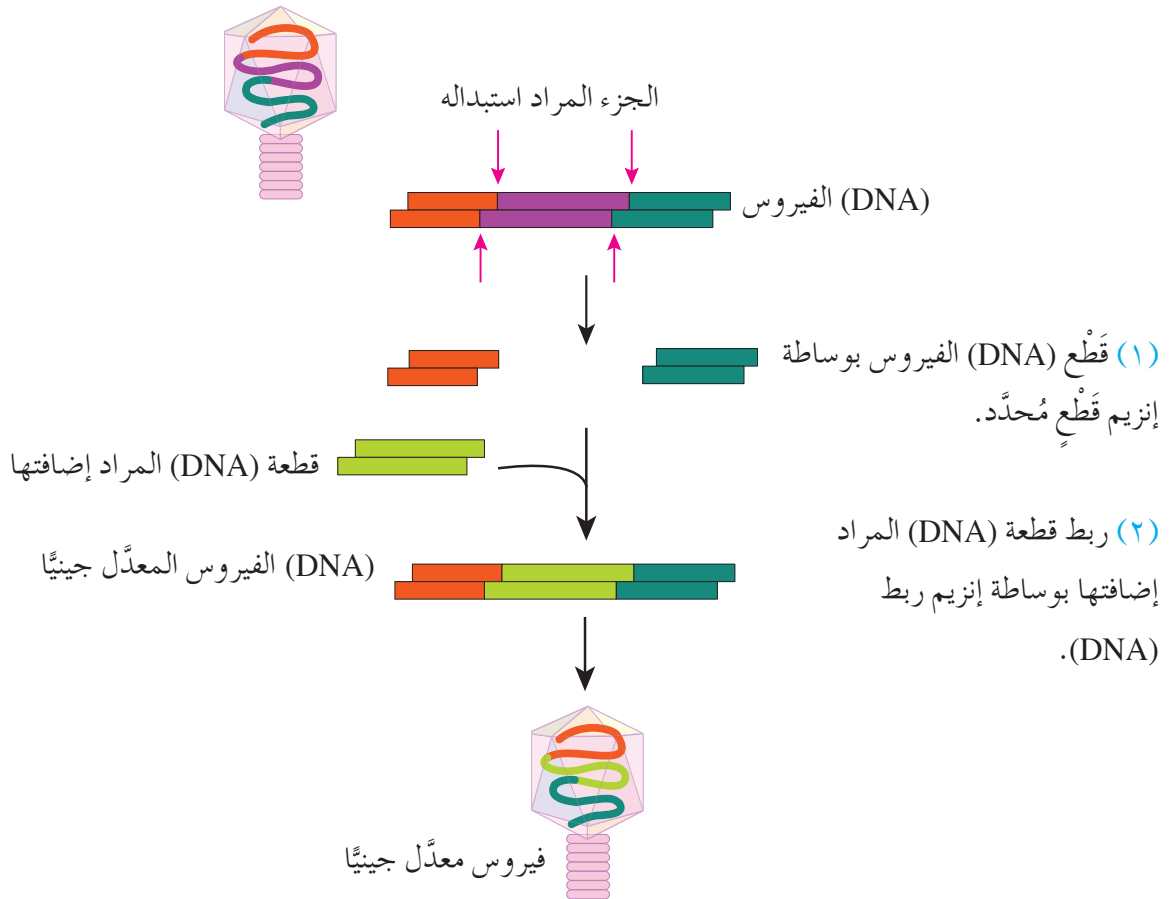 الجزء المراد استبداله
(DNA) الفيروس
(١) قَطْع (DNA) الفيروس بوساطة
إنزيم قَطْعٍ مُحدَّد.
قطعة (DNA) المراد إضافتها
(٢) ربط قطعة (DNA) المراد
إضافتها بوساطة إنزيم ربط
(DNA).
(DNA) الفيروس المعدَّل جينيًّا
فيروس معدَّل جينيًّا